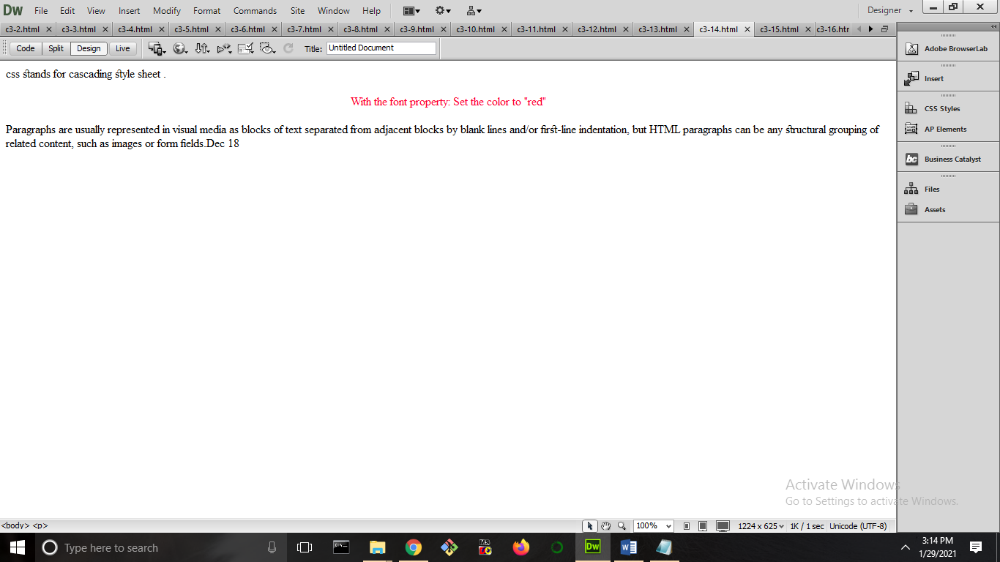 Dw File Edit View Insert Modify Format Commands Site Window Help Designer
c3-2.html c3-3.html c3-4.html c3-5.html c3-6.html c3-7.html c3-8.html c3-9.html c3-10.html c3-11.html c3-12.html c3-13.html c3-14.html c3-15.html c3-16.htr
Code Split Design Live Title: Untitled Document
css stands for cascading style sheet .
With the font property: Set the color to "red"
Paragraphs are usually represented in visual media as blocks of text separated from adjacent blocks by blank lines and/or first-line indentation, but HTML paragraphs can be any structural grouping of
related content, such as images or form fields.Dec 18
Adobe BrowserLab
Insert
CSS Styles
AP Elements
bc Business Catalyst
Files
Assets
Activate Windows
Go to Settings to activate Windows.
<body> <p> 100% 1224 x 625 1K / 1 sec Unicode (UTF-8)
Type here to search Dw 3:14 PM
1/29/2021